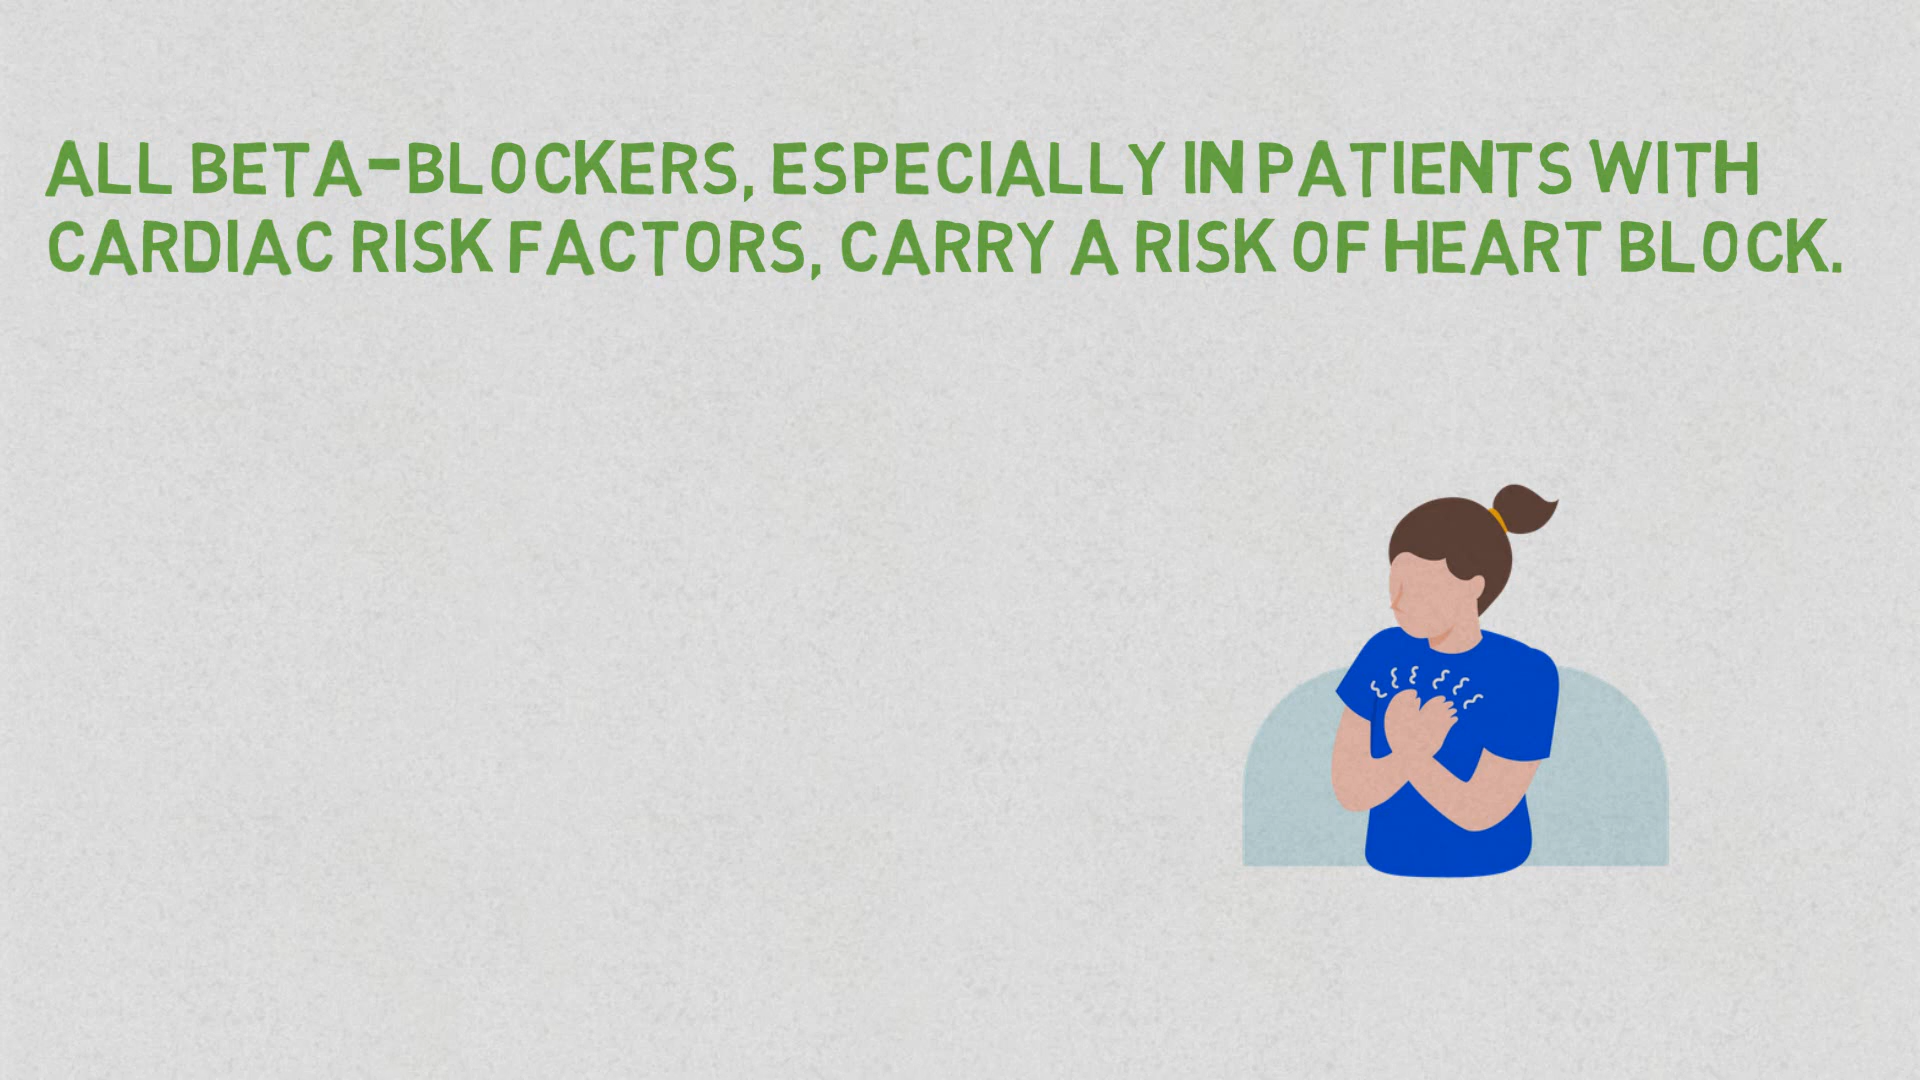 ALL BETA-BLOCKERS, ESPECIALLY IN PATIENTS WITH
CARDIAC RISK FACTORS, CARRY A RISK OF HEART BLOCK.